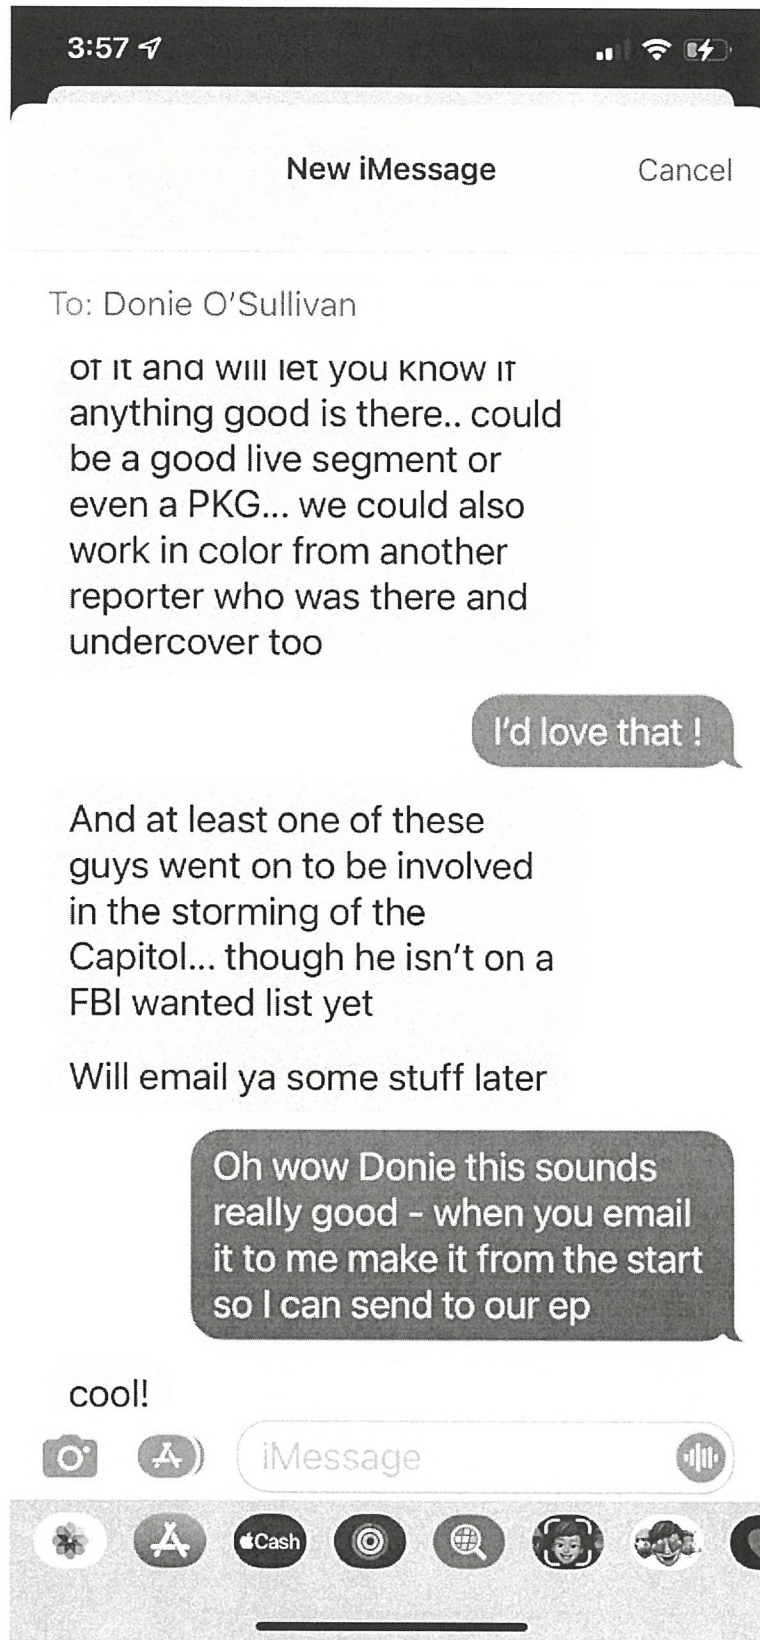 3:57
New iMessage
Cancel
To: Donie O'Sullivan
of it and will let you know if
anything good is there.. could
be a good live segment or
even a PKG... we could also
work in color from another
reporter who was there and
undercover too
I'd love that !
And at least one of these
guys went on to be involved
in the storming of the
Capitol... though he isn't on a
FBI wanted list yet
Will email ya some stuff later
Oh wow Donie this sounds
really good - when you email
it to me make it from the start
so I can send to our ep
cool!
iMessage
Cash